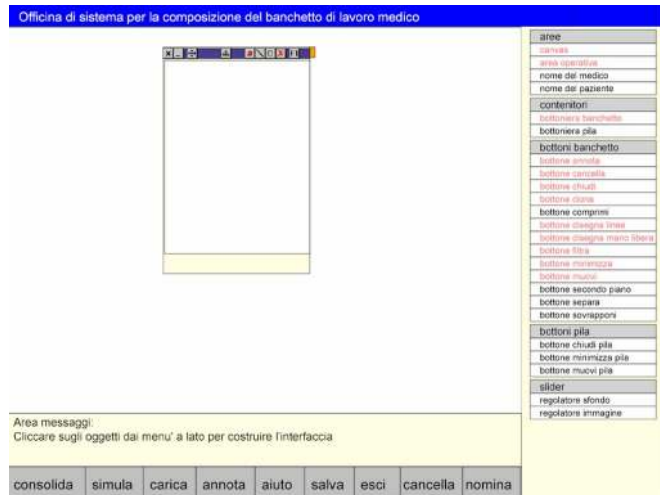 Officina di sistema per la composizione del banchetto di lavoro medico
aree
canvas
area operativa
nome del medico
nome del paziente
contenitori
bottoniera banchetto
bottoniera pila
bottoni banchetto
bottone annota
bottone cancella
bottone chiudi
bottone clona
bottone comprimi
bottone disegna linee
bottone disegna mano libera
bottone filtra
bottone minimizza
bottone muovi
bottone secondo piano
bottone separa
bottone sovrapponi
bottoni pila
bottone chiudi pila
bottone minimizza pila
bottone muovi pila
slider
regolatore sfondo
regolatore immagine
Area messaggi:
Cliccare sugli oggetti dai menu' a lato per costruire l'interfaccia
consolida simula carica annota aiuto salva esci cancella nomina